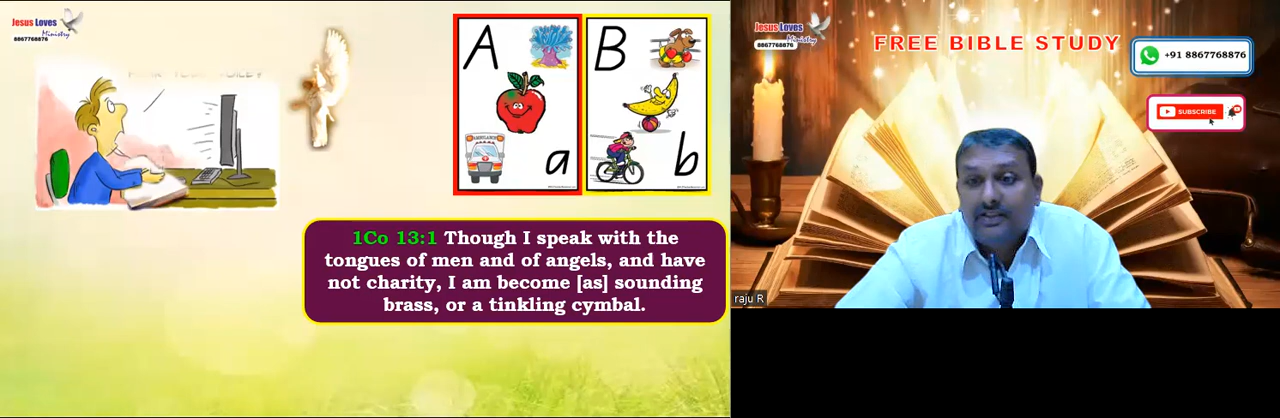 Jesus Loves
Ministry
8867768876
A
B
AMBULANCE
a
b
1Co 13:1 Though I speak with the
tongues of men and of angels, and have
not charity, I am become [as] sounding
brass, or a tinkling cymbal.
Jesus Loves
Ministry
8867768876
FREE BIBLE STUDY
+91 8867768876
SUBSCRIBE
raju R